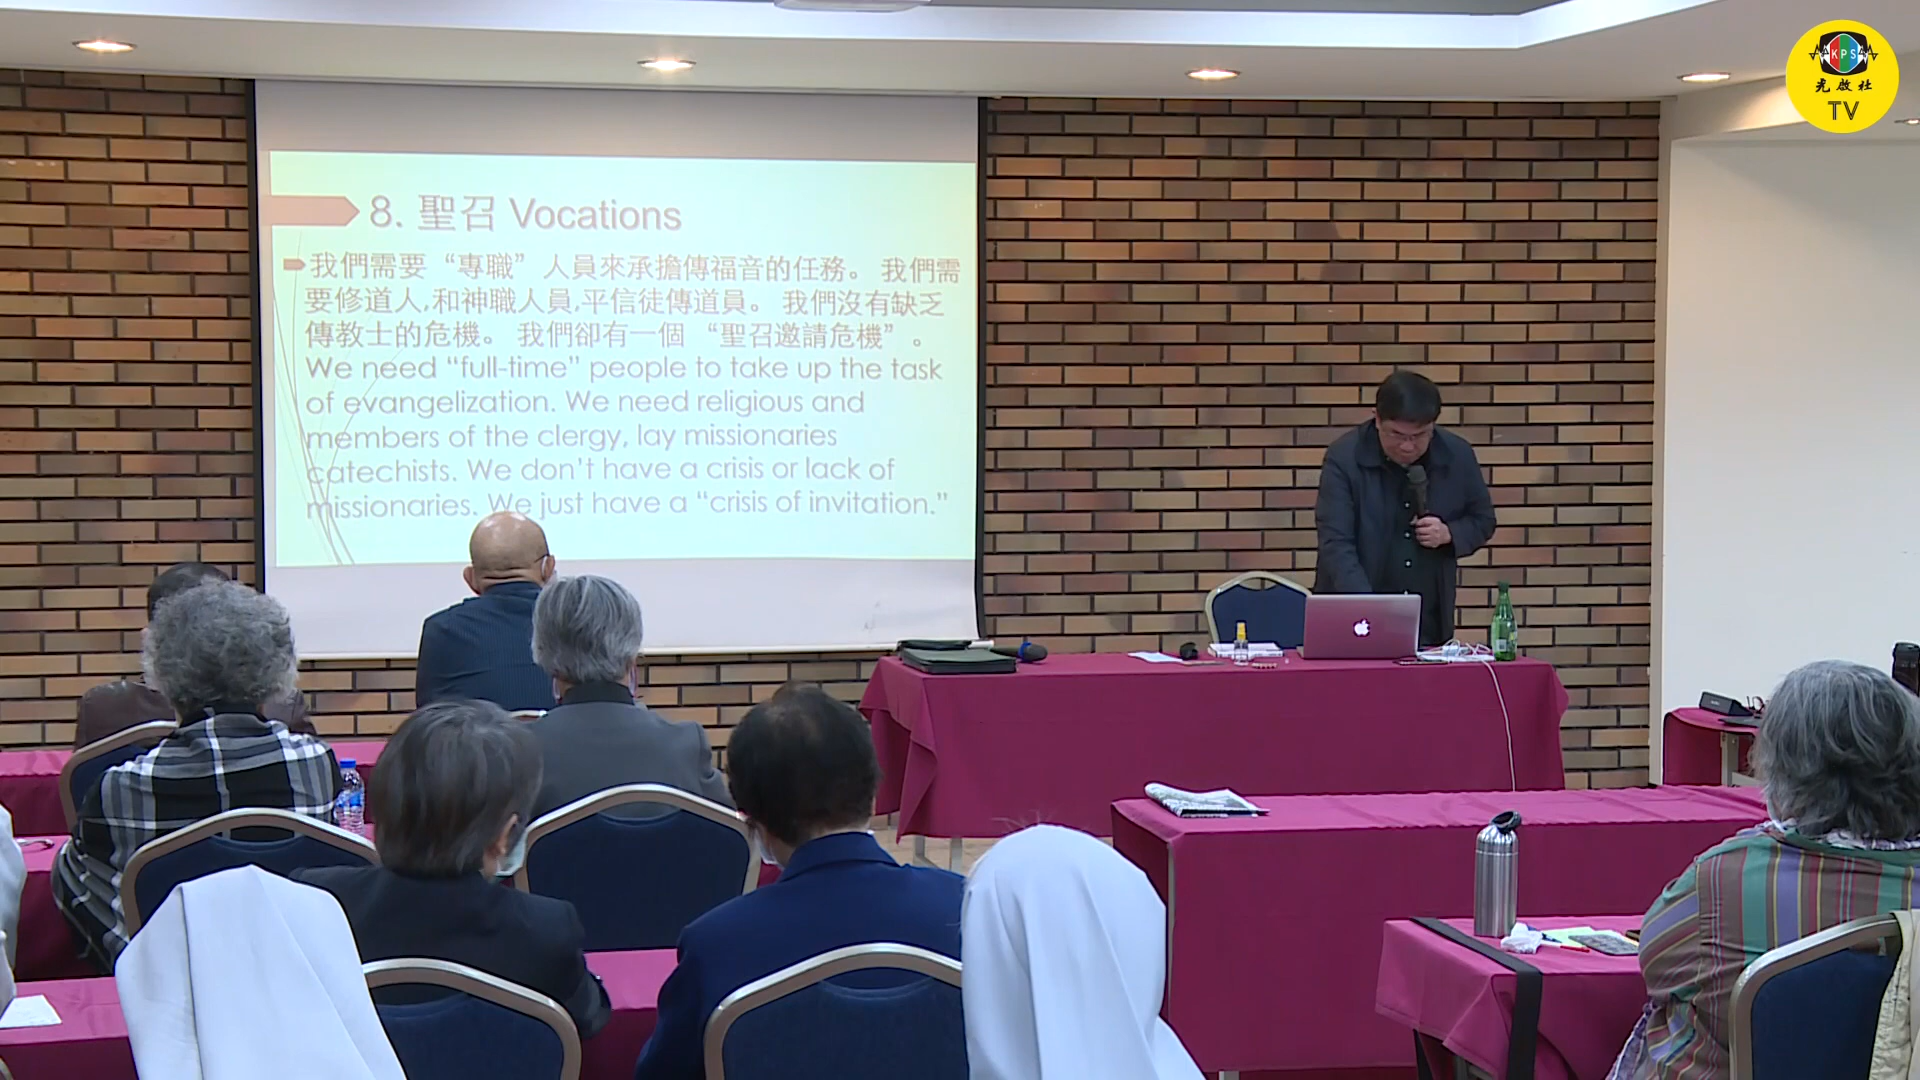 8. 聖召 Vocations
我們需要“專職”人員來承擔傳福音的任務。 我們需
要修道人,和神職人員,平信徒傳道員。 我們沒有缺乏
傳教士的危機。 我們卻有一個 “聖召邀請危機”。
We need “full-time” people to take up the task
of evangelization. We need religious and
members of the clergy, lay missionaries
catechists. We don’t have a crisis or lack of
missionaries. We just have a “crisis of invitation.”
KPS
光啟社
TV